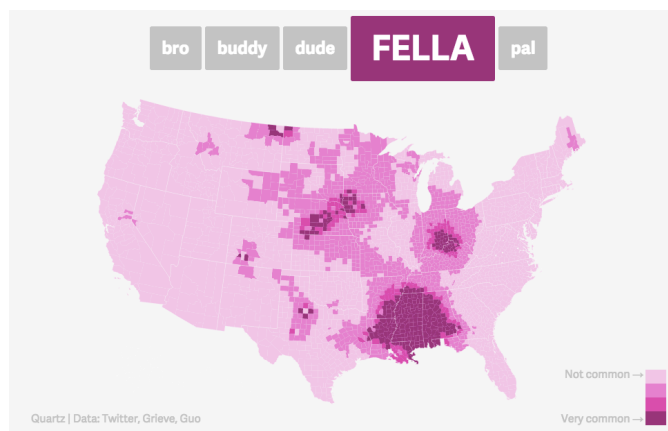 bro buddy dude FELLA pal
Not common →
Very common →
Quartz | Data: Twitter, Grieve, Guo